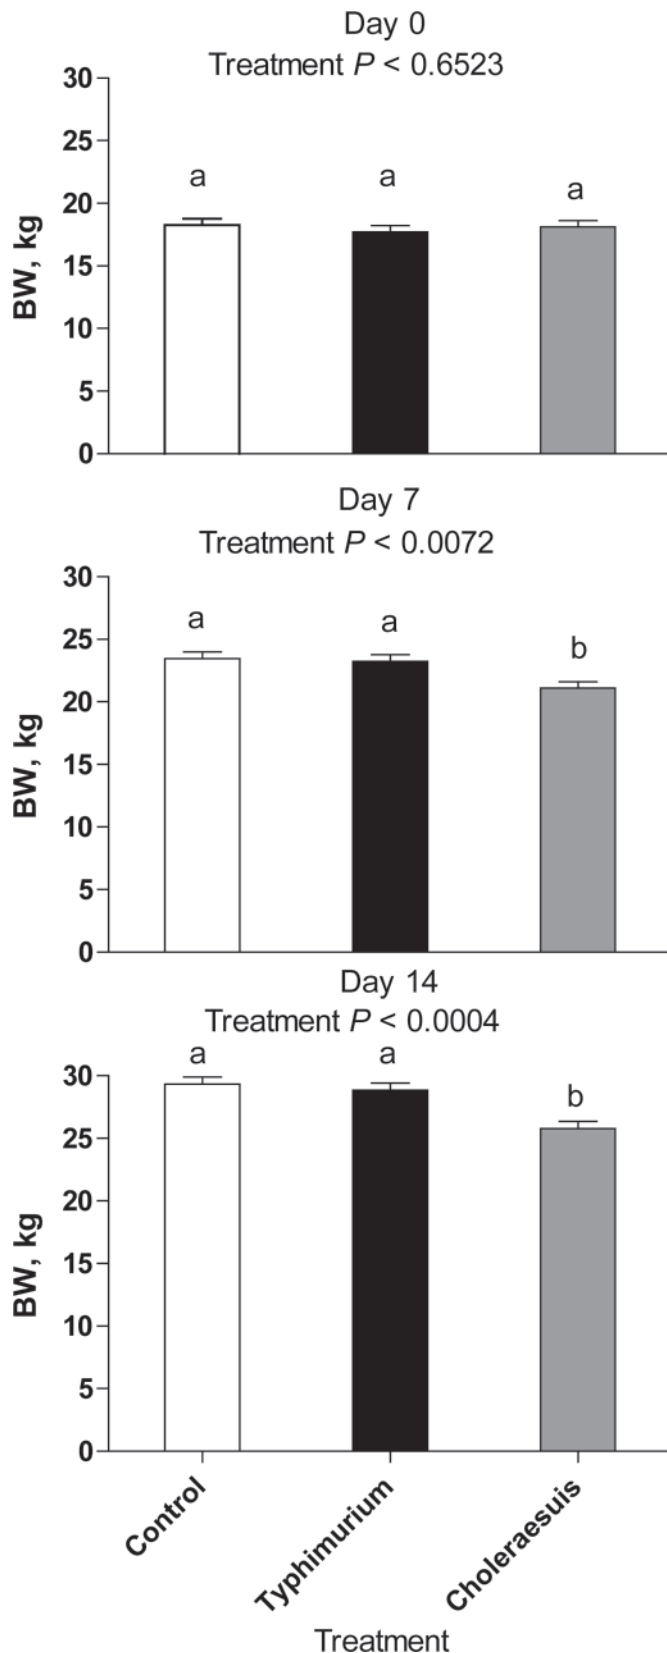 Day 0
Treatment P < 0.6523
30
25
20
15
10
5
0
BW, kg
a a a
Day 7
Treatment P < 0.0072
30
25
20
15
10
5
0
BW, kg
a a b
Day 14
Treatment P < 0.0004
30
25
20
15
10
5
0
BW, kg
a a b
Control Typhimurium Choleraesuis
Treatment